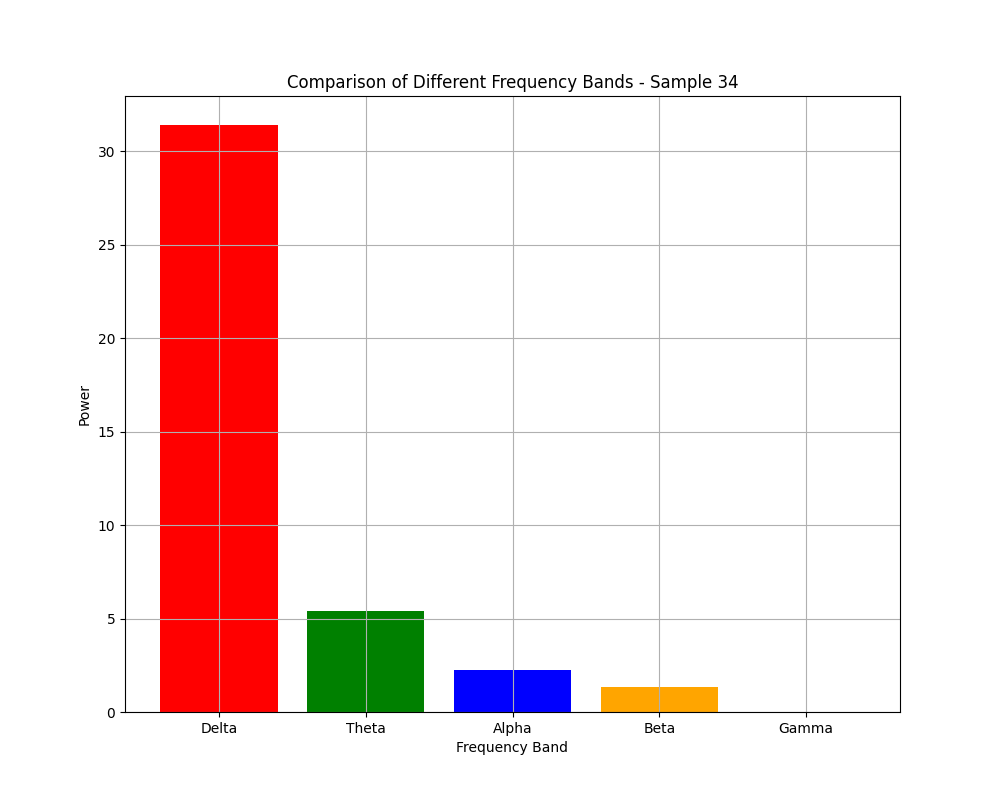 Comparison of Different Frequency Bands - Sample 34
30
25
20
15
10
5
0
Power
Delta Theta Alpha Beta Gamma
Frequency Band